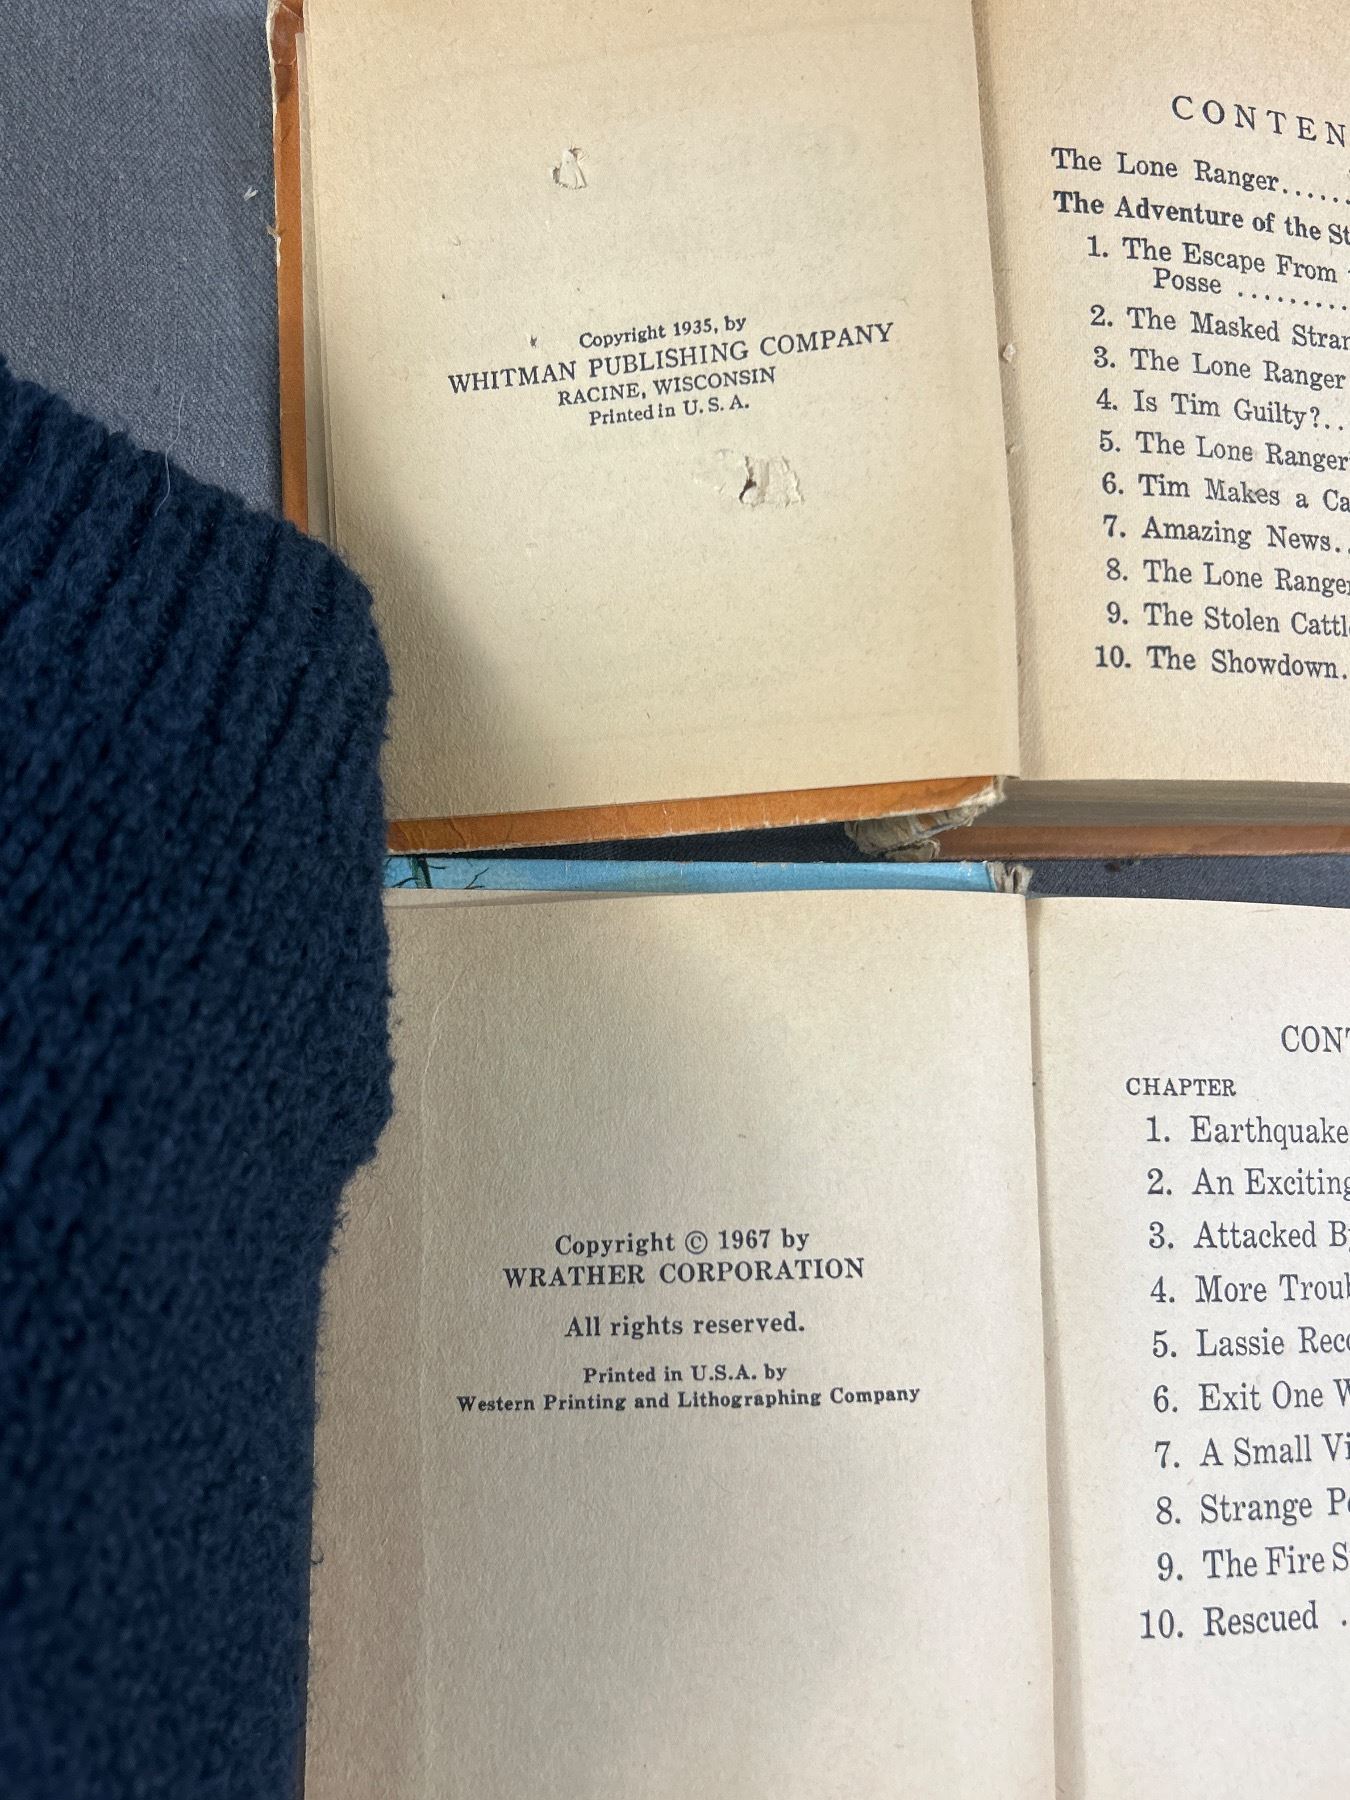 Copyright 1935, by
WHITMAN PUBLISHING COMPANY
RACINE, WISCONSIN
Printed in U. S. A.
The Lone Ranger......
The Adventure of the
1. The Escape From
Posse ..........
2. The Masked
3. The Lone Ranger
4. Is Tim Guilty?..
5. The Lone Ranger
6. Tim Makes a
7. Amazing News..
8. The Lone Ranger
9. The Stolen
10. The Showdown.
Copyright © 1967 by
WRATHER CORPORATION
All rights reserved.
Printed in U.S.A. by
Western Printing and Lithographing Company
CHAPTER
1. Earthquake
2. An Exciting
3. Attacked
4. More
5. Lassie
6. Exit One
7. A Small
8. Strange
9. The Fire
10. Rescued .